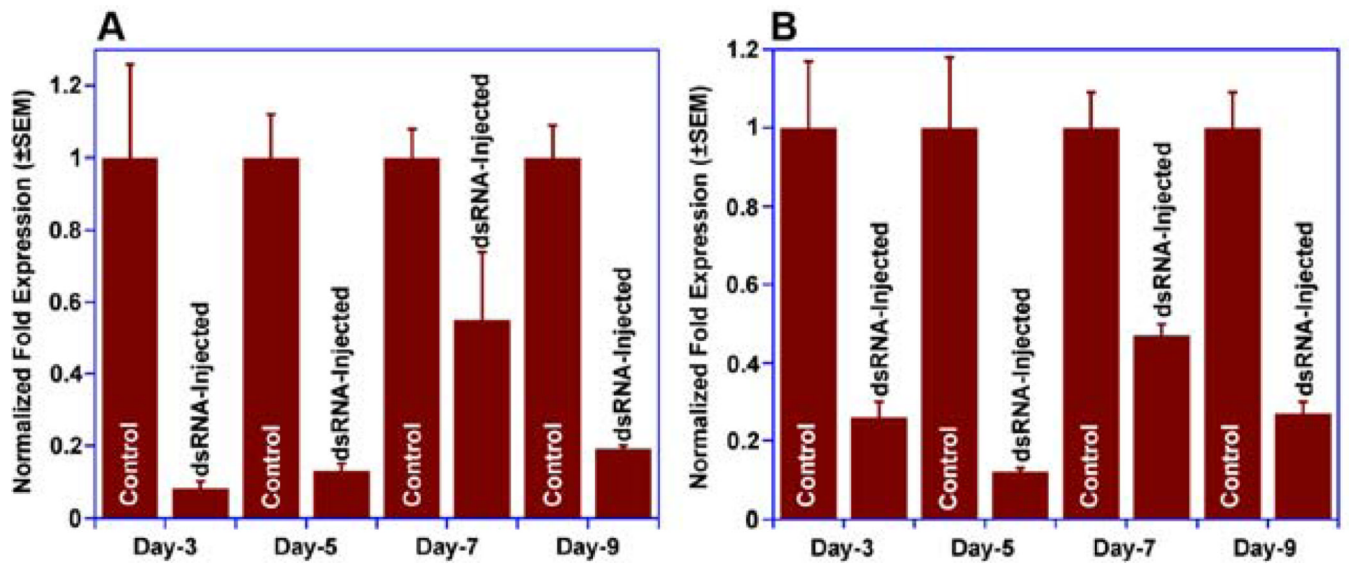 A
Normalized Fold Expression (±SEM)
1.2
1
0.8
0.6
0.4
0.2
0
Control
dsRNA-Injected
Control
dsRNA-Injected
Control
dsRNA-Injected
Control
dsRNA-Injected
Day-3
Day-5
Day-7
Day-9
B
Normalized Fold Expression (±SEM)
1.2
1
0.8
0.6
0.4
0.2
0
Control
dsRNA-Injected
Control
dsRNA-Injected
Control
dsRNA-Injected
Control
dsRNA-Injected
Day-3
Day-5
Day-7
Day-9